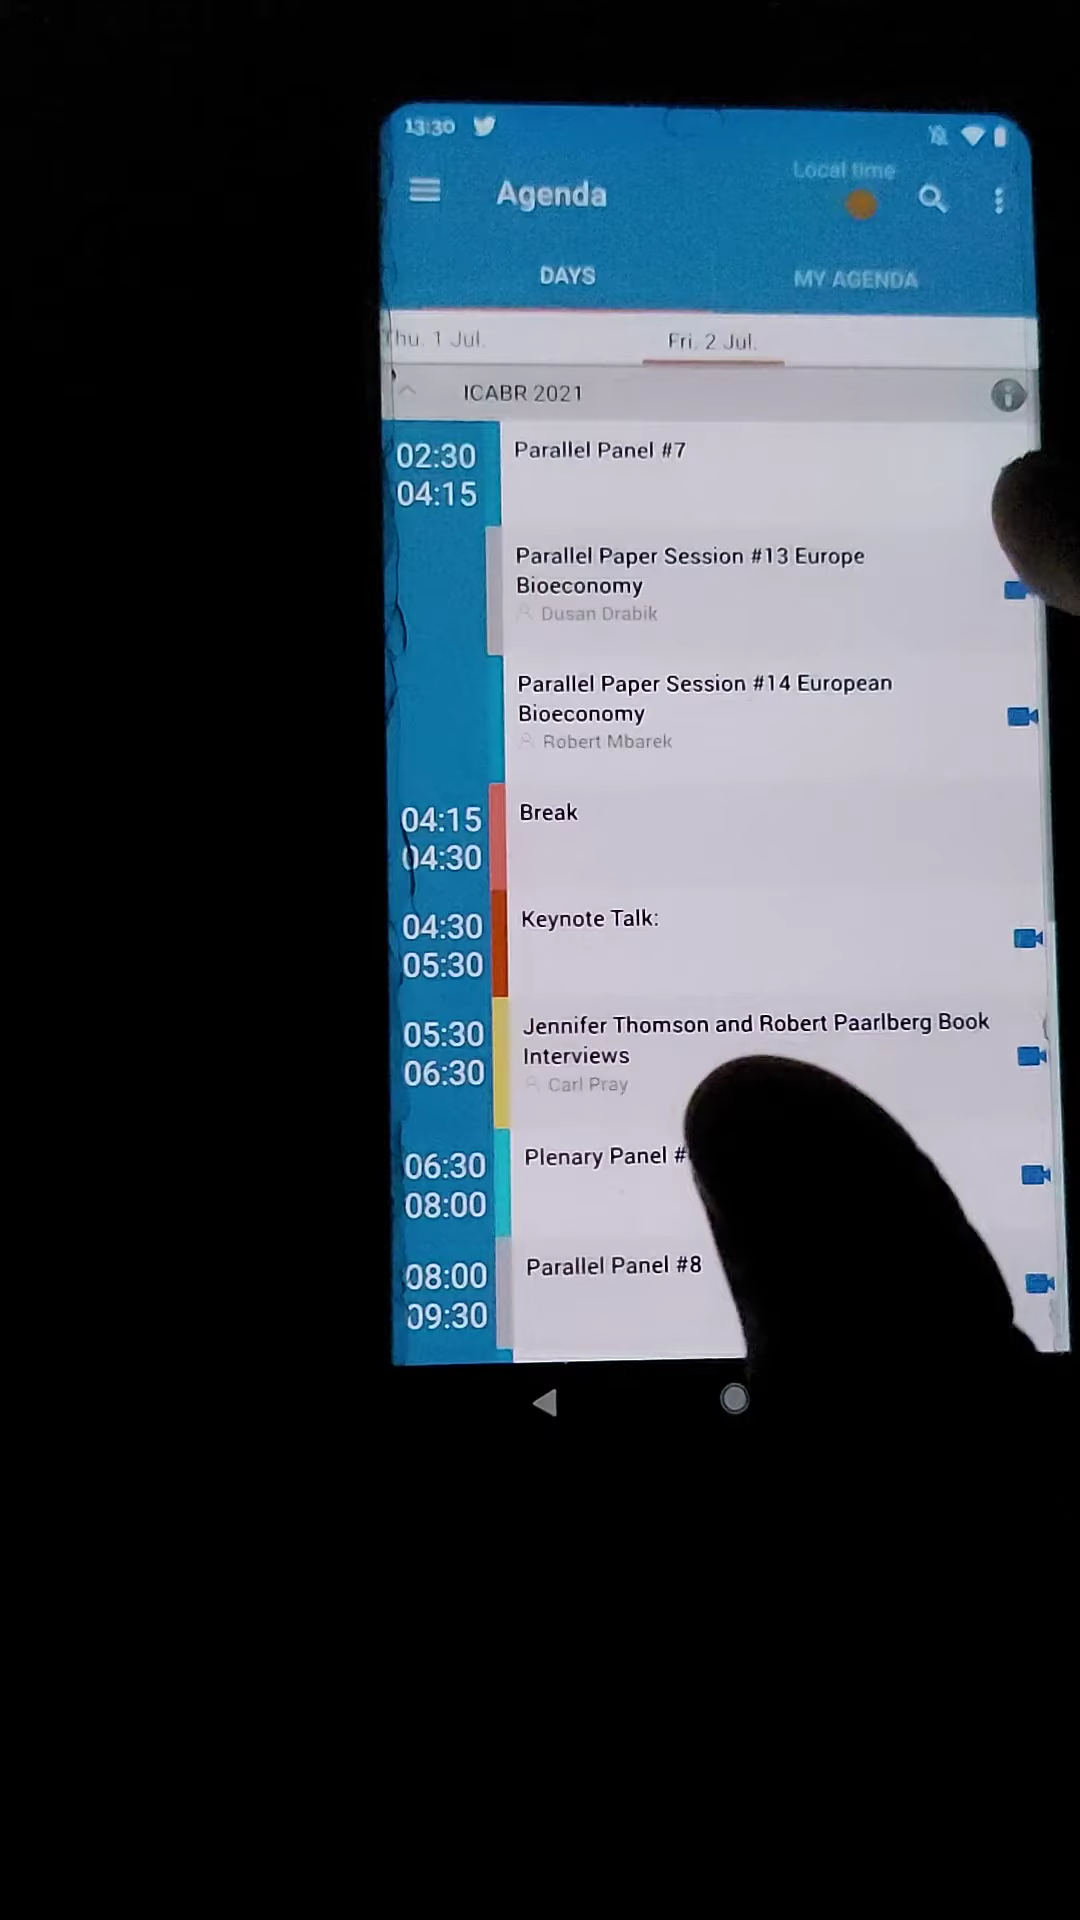 13:30
Local time
Agenda
DAYS
MY AGENDA
Thu. 1 Jul.
Fri. 2 Jul.
ICABR 2021
02:30
04:15
Parallel Panel #7
Parallel Paper Session #13 Europe
Bioeconomy
Dusan Drabik
Parallel Paper Session #14 European
Bioeconomy
Robert Mbarek
04:15
04:30
Break
04:30
05:30
Keynote Talk:
05:30
06:30
Jennifer Thomson and Robert Paarlberg Book
Interviews
Carl Pray
06:30
08:00
Plenary Panel #
08:00
09:30
Parallel Panel #8